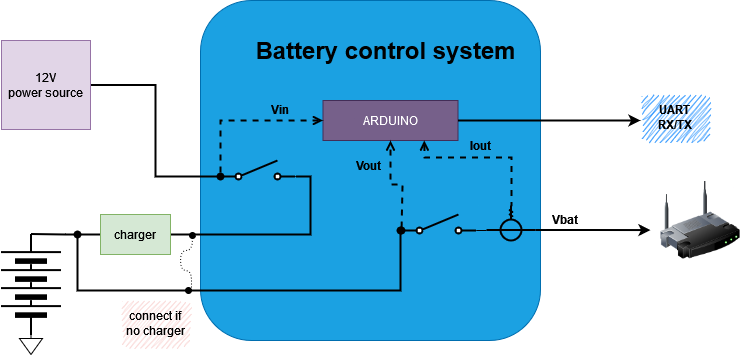 Battery control system
12V
power source
Vin
ARDUINO
UART
RX/TX
Vout
Iout
Vbat
charger
connect if
no charger